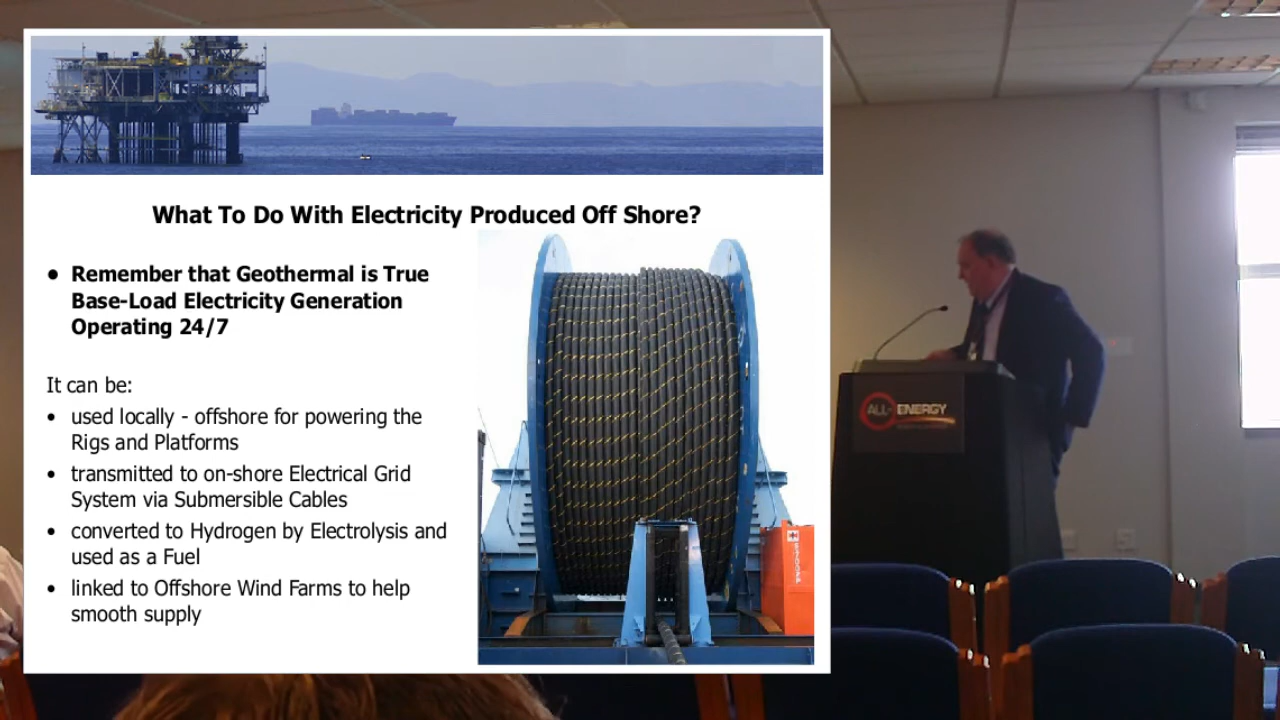 What To Do With Electricity Produced Off Shore?
• Remember that Geothermal is True
Base-Load Electricity Generation
Operating 24/7
It can be:
• used locally - offshore for powering the
Rigs and Platforms
• transmitted to on-shore Electrical Grid
System via Submersible Cables
• converted to Hydrogen by Electrolysis and
used as a Fuel
• linked to Offshore Wind Farms to help
smooth supply
ALL-ENERGY